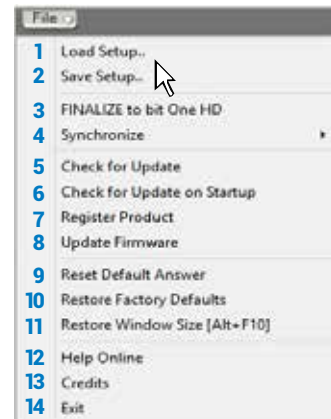 File
1 Load Setup..
2 Save Setup..
3 FINALIZE to bit One HD
4 Synchronize
5 Check for Update
6 Check for Update on Startup
7 Register Product
8 Update Firmware
9 Reset Default Answer
10 Restore Factory Defaults
11 Restore Window Size [Alt+F10]
12 Help Online
13 Credits
14 Exit